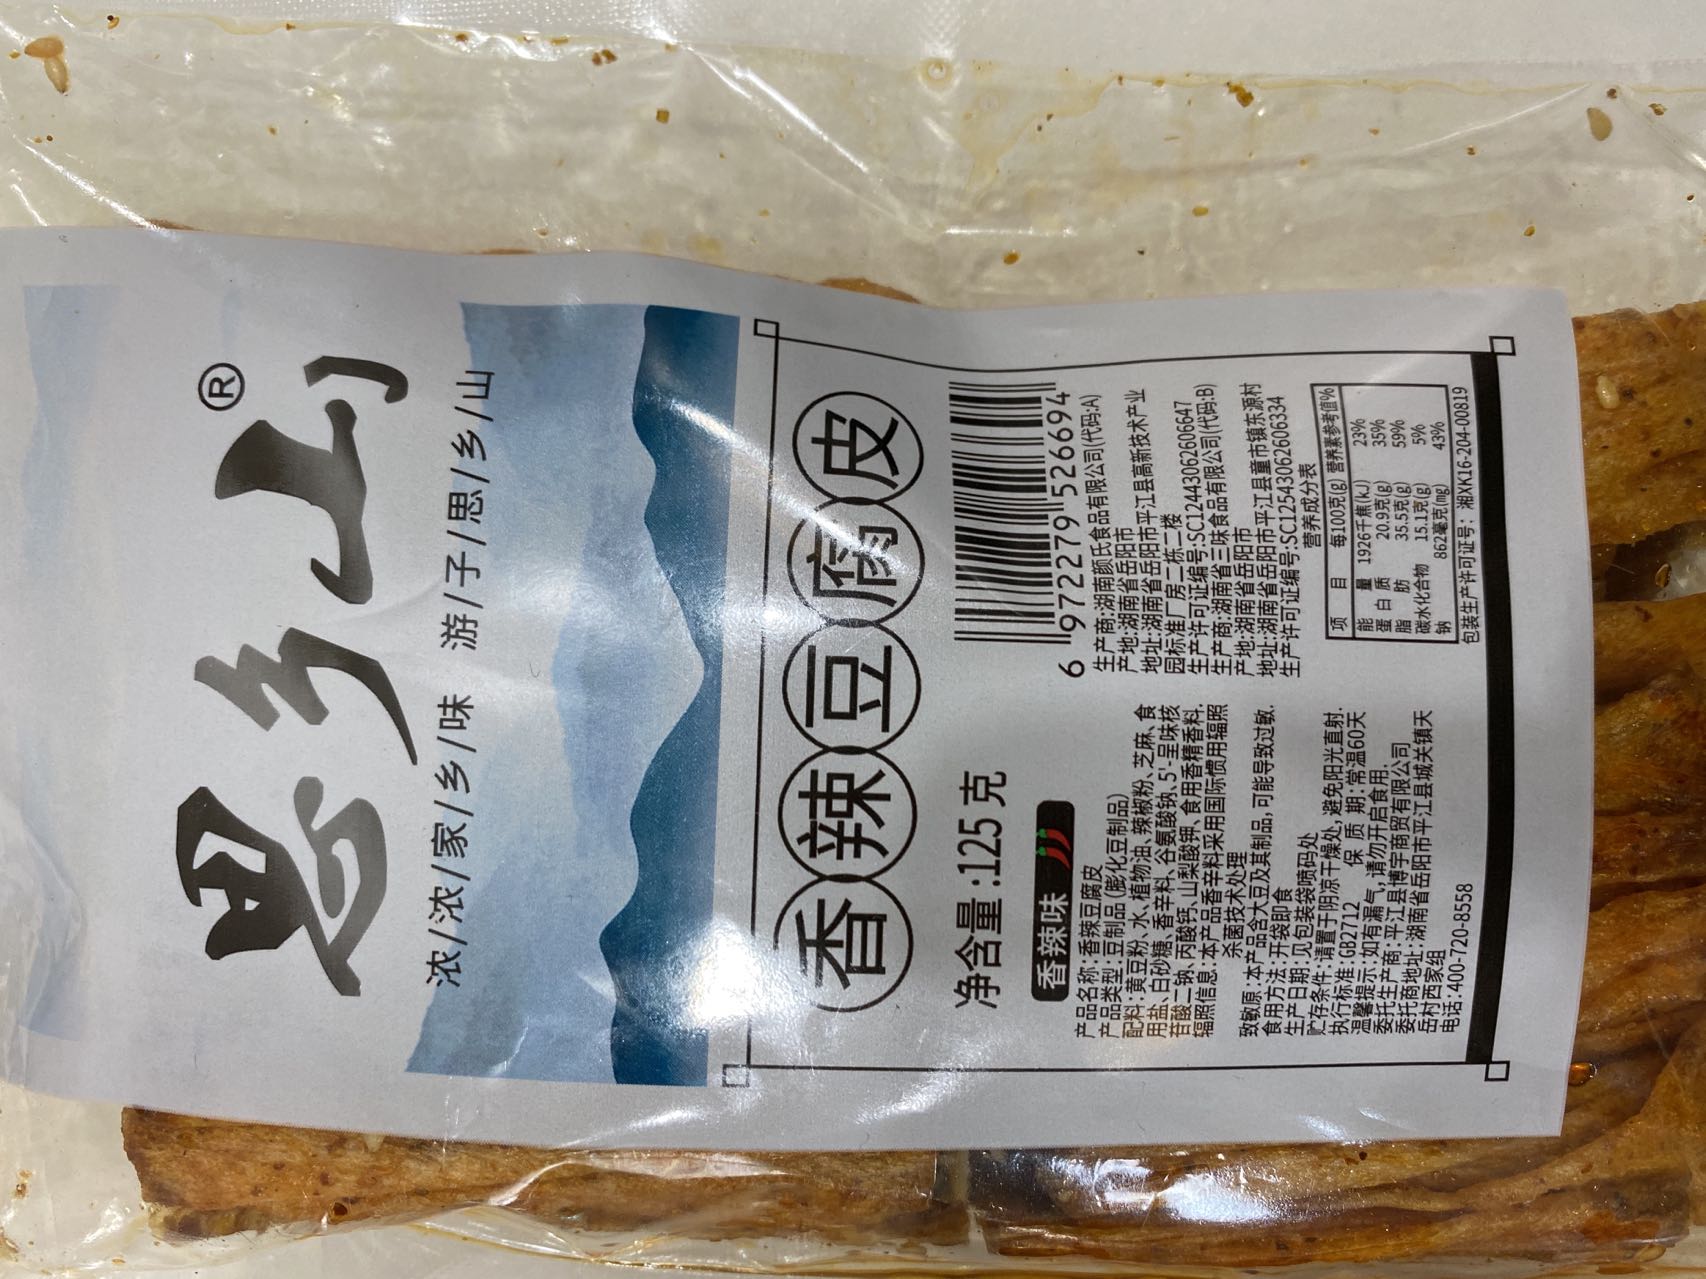 思乡山®
浓/浓/家/乡/味 游/子/思/乡/山
香辣豆腐皮
净含量:125克
香辣味
产品名称:香辣豆腐皮
产品类型:豆制品(膨化豆制品)
配料:黄豆粉、水、植物油、辣椒粉、芝麻、食
用盐、白砂糖、香辛料、谷氨酸钠、5'-呈味核
苷酸二钠、丙酸钙、山梨酸钾、食用香精香料.
辐照信息:本产品香辛料采用国际惯用辐照
杀菌技术处理
致敏原:本产品含大豆及其制品,可能导致过敏.
食用方法:开袋即食
生产日期:见包装袋喷码处
贮存条件:请置于阴凉干燥处,避免阳光直射.
执行标准:GB2712 保 质 期:常温60天
温馨提示:如有漏气,请勿开启食用.
委托生产商:平江县博宇商贸有限公司
委托商地址:湖南省岳阳市平江县城关镇天
岳村西家组
电话:400-720-8558
6 972279 526694
生产商:湖南颜氏食品有限公司(代码:A)
产地:湖南省岳阳市
地址:湖南省岳阳市平江县高新技术产业
园标准厂房二栋二楼
生产许可证编号:SC12443062606647
生产商:湖南省三味食品有限公司(代码:B)
产地:湖南省岳阳市
地址:湖南省岳阳市平江县童市镇东源村
生产许可证编号:SC12543062606334
营养成分表
项 目 每100克(g) 营养素参考值%
能 量 1926千焦(kJ) 23%
蛋 白 质 20.9克(g) 35%
脂 肪 35.5克(g) 59%
碳水化合物 15.1克(g) 5%
钠 862毫克(mg) 43%
包装生产许可证号:湘XK16-204-00819